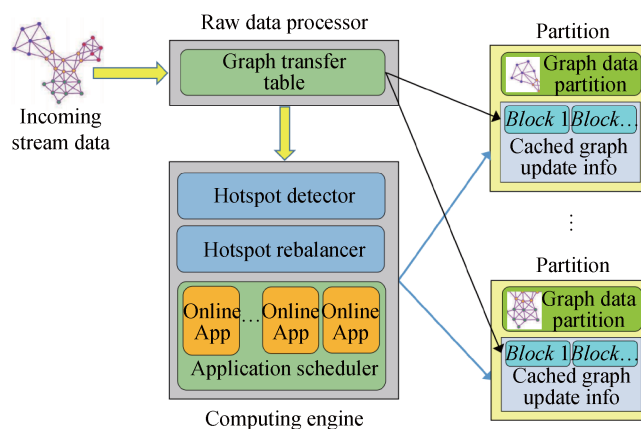 Raw data processor
Graph transfer
table
Incoming
stream data
Hotspot detector
Hotspot rebalancer
Online
App
...
Online
App
Online
App
Application scheduler
Computing engine
Partition
Graph data
partition
Block 1 Block...
Cached graph
update info
⋮
Partition
Graph data
partition
Block 1 Block...
Cached graph
update info